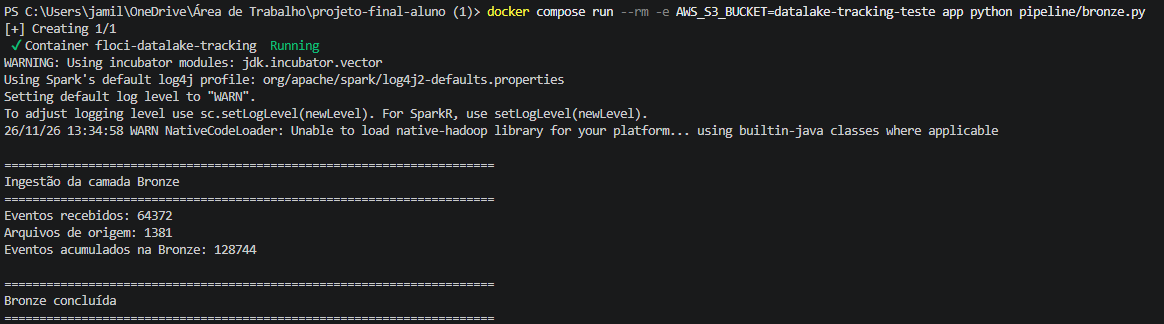 PS C:\Users\jamil\OneDrive\Área de Trabalho\projeto-final-aluno (1)> docker compose run --rm -e AWS_S3_BUCKET=datalake-tracking-teste app python pipeline/bronze.py
[+] Creating 1/1
✓ Container floci-datalake-tracking  Running
WARNING: Using incubator modules: jdk.incubator.vector
Using Spark's default log4j profile: org/apache/spark/log4j2-defaults.properties
Setting default log level to "WARN".
To adjust logging level use sc.setLogLevel(newLevel). For SparkR, use setLogLevel(newLevel).
26/11/26 13:34:58 WARN NativeCodeLoader: Unable to load native-hadoop library for your platform... using builtin-java classes where applicable
======================================================================
Ingestão da camada Bronze
======================================================================
Eventos recebidos: 64372
Arquivos de origem: 1381
Eventos acumulados na Bronze: 128744
======================================================================
Bronze concluída
======================================================================